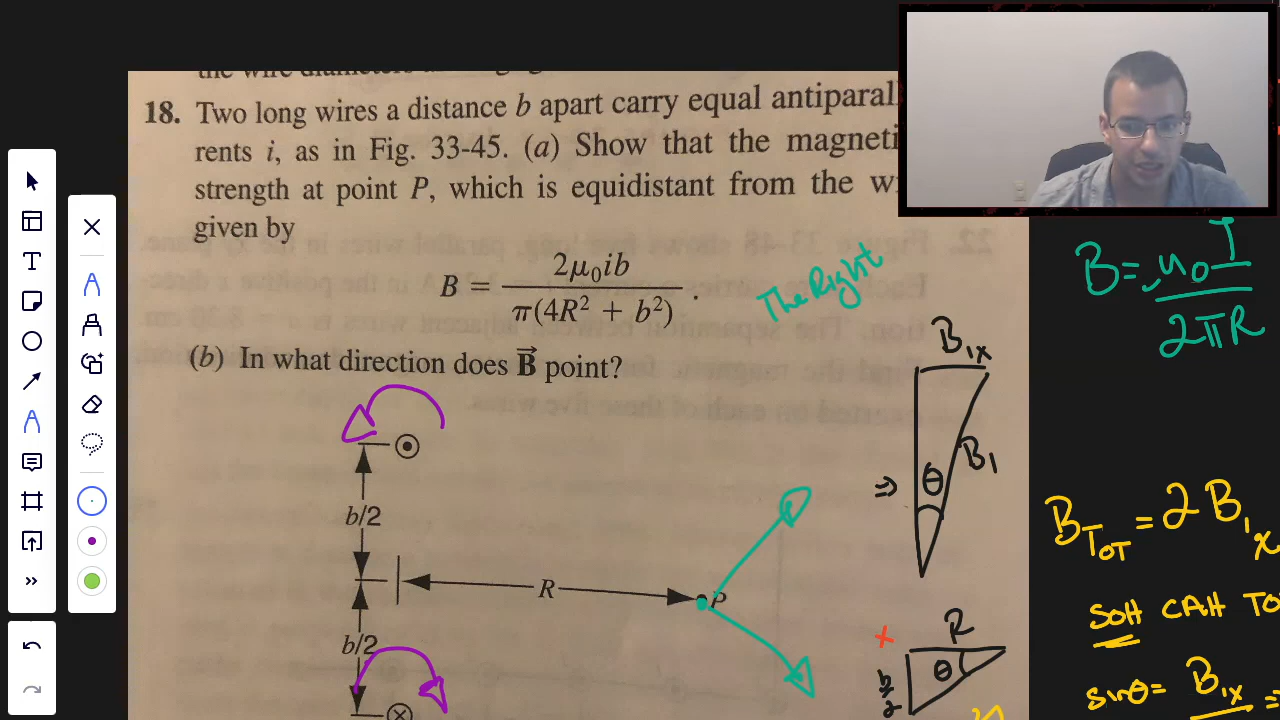 18. Two long wires a distance b apart carry equal antiparal
rents i, as in Fig. 33-45. (a) Show that the magneti
strength at point P, which is equidistant from the w
given by
B = 2μ₀ib / π(4R² + b²) .
(b) In what direction does B⃗ point?
The Right
B = μ₀I / 2πR
B₁ₓ
θ
B₁
⇒
b/2
R
P
b/2
B_TOT = 2B₁ₓ
SOH CAH TO
sinθ = B₁ₓ =
+
R
θ
b/2
T
>>